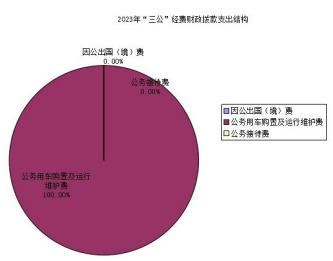 2023年“三公”经费财政拨款支出结构
因公出国（境）费
0.00%
公务接待费
0.00%
公务用车购置及运行
维护费
100.00%
因公出国（境）费
公务用车购置及运行维护费
公务接待费